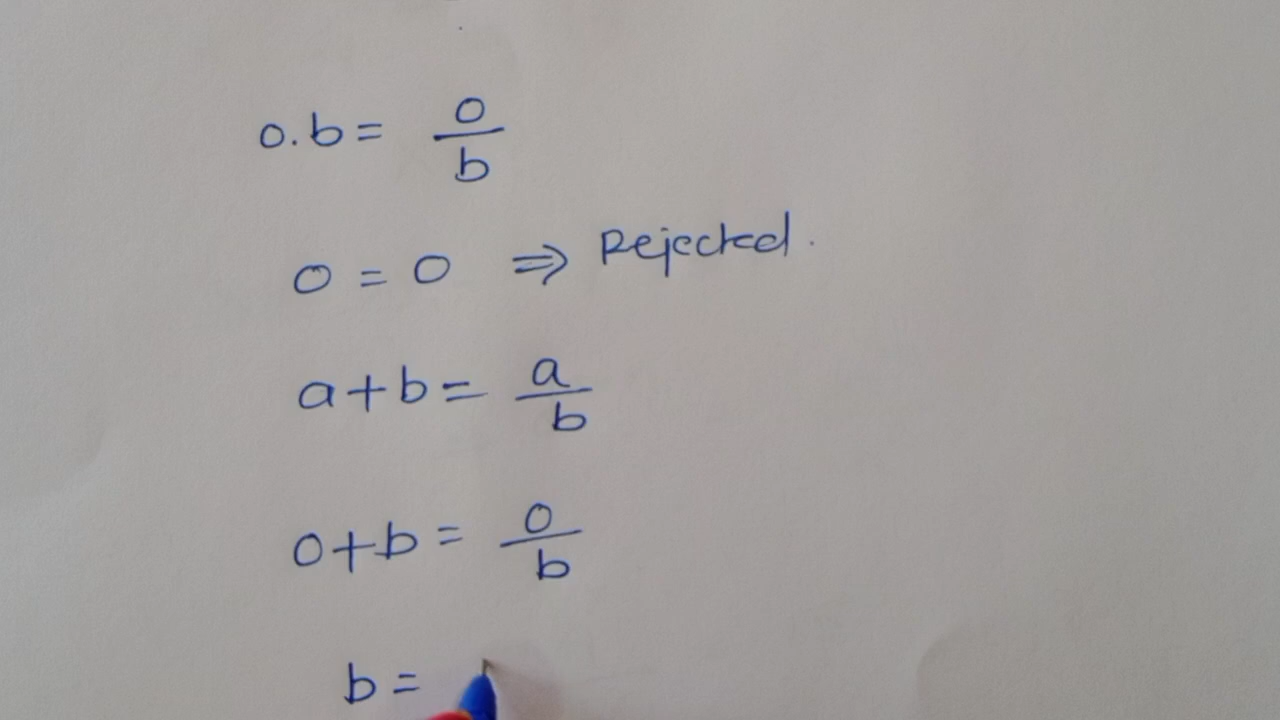 0.b = 0/b
0 = 0 ⇒ Rejected.
a+b = a/b
0+b = 0/b
b =